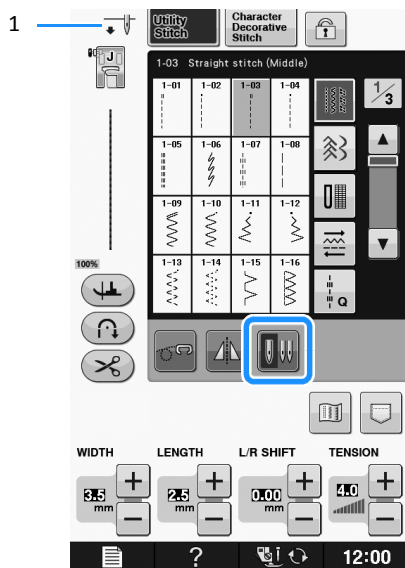 1
Utility
Stitch
Character
Decorative
Stitch
J
1-03 Straight stitch (Middle)
1-01 1-02 1-03 1-04
1/3
1-05 1-06 1-07 1-08
1-09 1-10 1-11 1-12
1-13 1-14 1-15 1-16
Q
100%
WIDTH LENGTH L/R SHIFT TENSION
3.5 mm
2.5 mm
0.00 mm
4.0
+ + + +
− − − −
? i 12:00